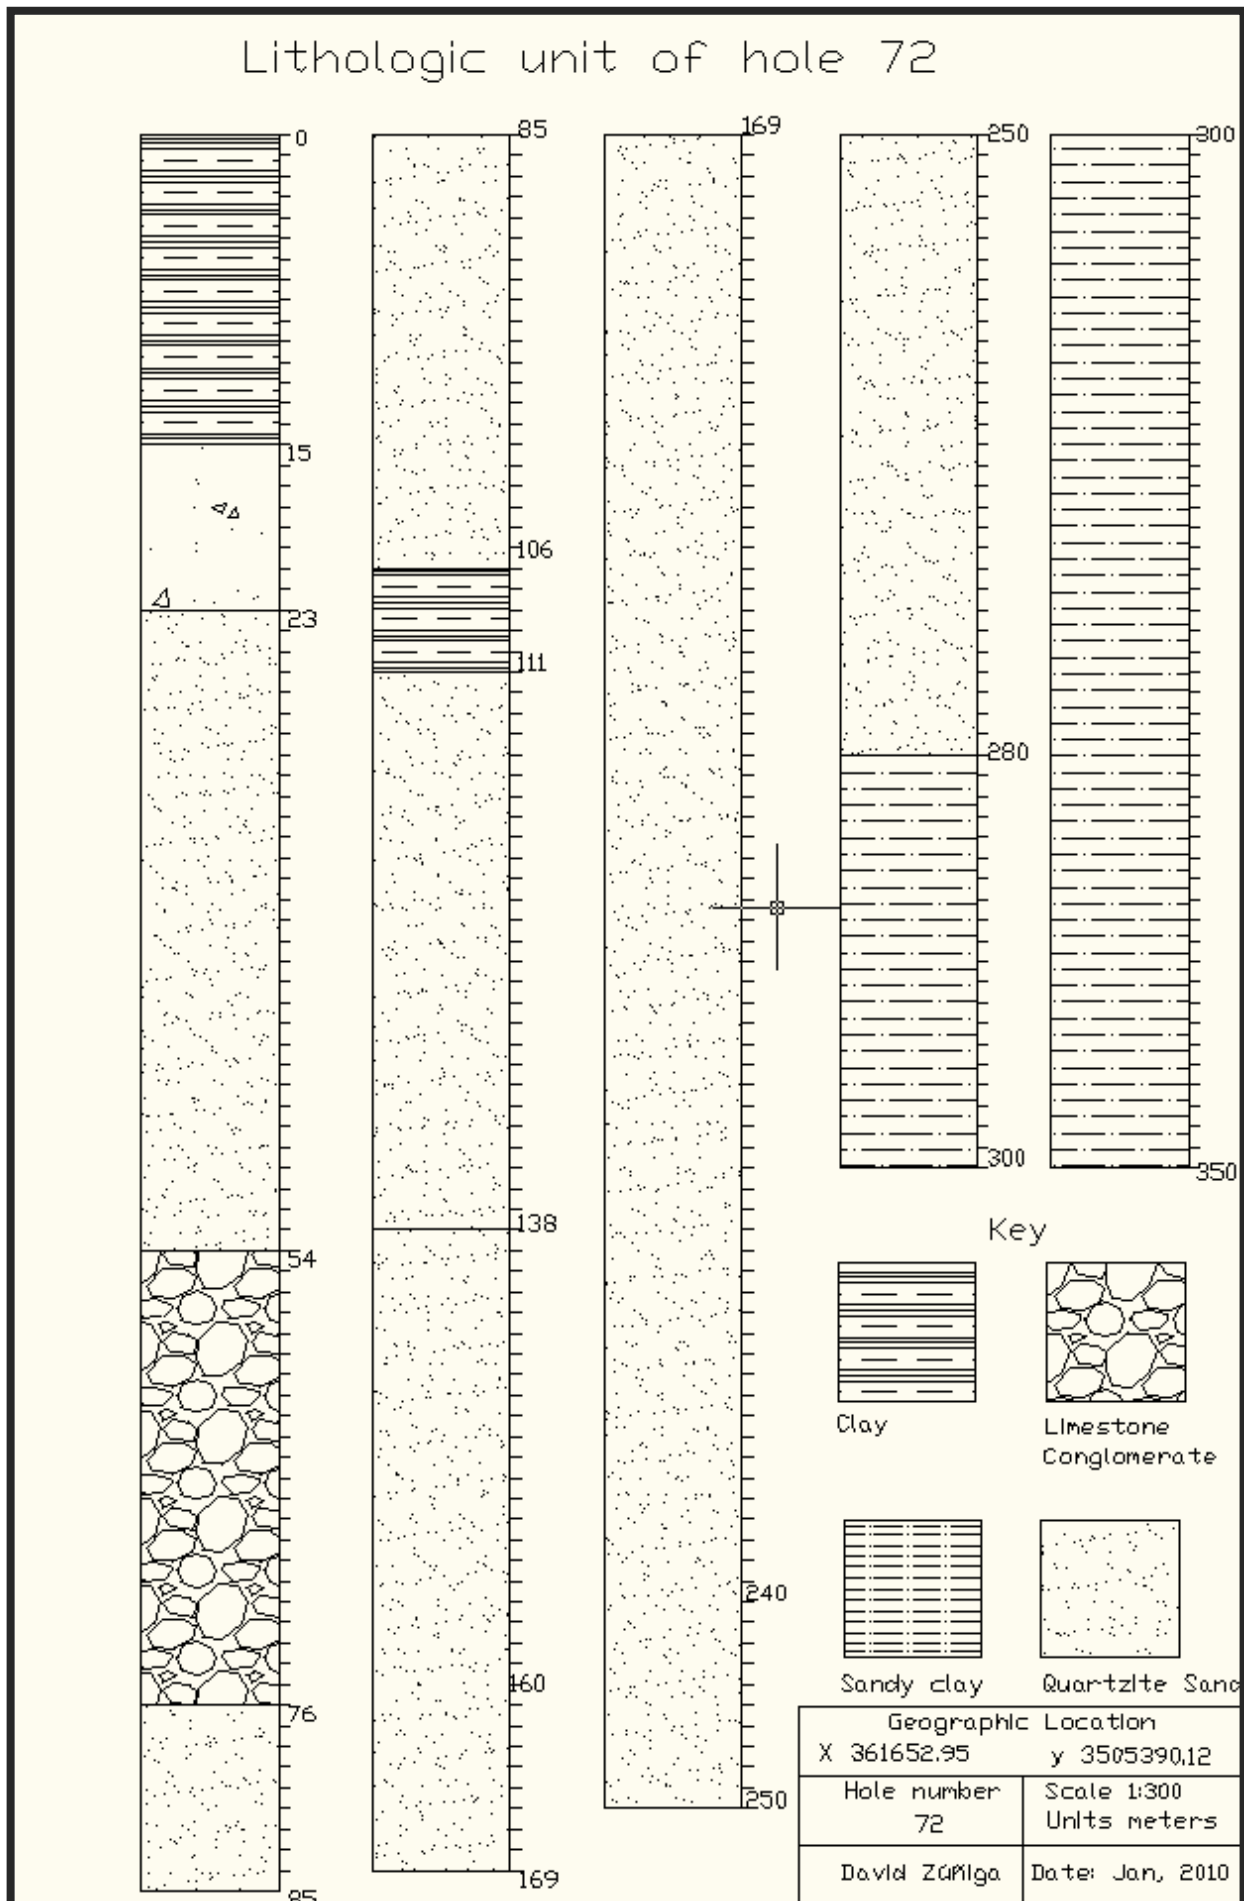 Lithologic unit of hole 72
0
15
23
54
76
85
85
106
111
138
160
169
169
240
250
250
280
300
300
350
Key
Clay
Limestone
Conglomerate
Sandy clay
Quartzite Sand
Geographic Location
X 361652.95 y 3505390.12
Hole number
72
Scale 1:300
Units meters
David Zúñiga
Date: Jan, 2010